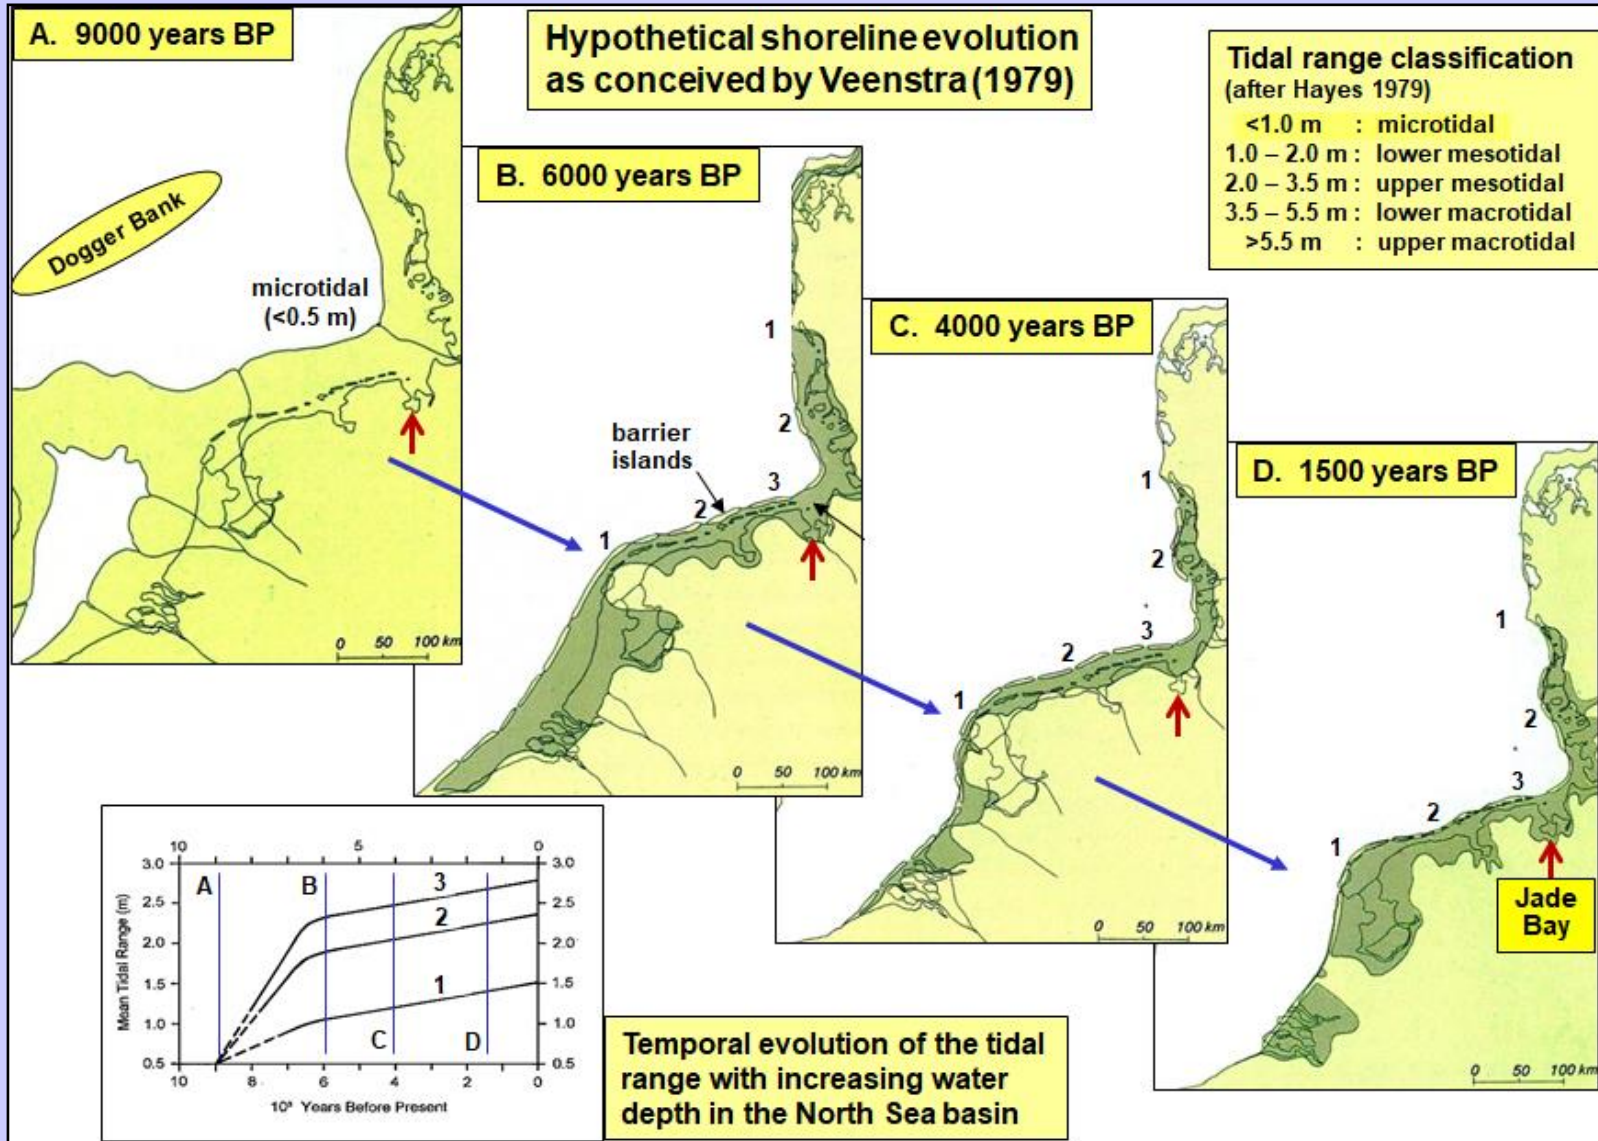 A. 9000 years BP
Hypothetical shoreline evolution
as conceived by Veenstra (1979)
Tidal range classification
(after Hayes 1979)
<1.0 m : microtidal
1.0 – 2.0 m : lower mesotidal
2.0 – 3.5 m : upper mesotidal
3.5 – 5.5 m : lower macrotidal
>5.5 m : upper macrotidal
Dogger Bank
microtidal
(<0.5 m)
0 50 100 km
B. 6000 years BP
1
2
barrier
islands
3
2
1
0 50 100 km
C. 4000 years BP
1
2
3
2
1
0 50 100 km
D. 1500 years BP
1
2
3
2
1
Jade
Bay
0 50 100 km
10 5 0
3.0 3.0
A B 3
2.5 2.5
2
2.0 2.0
1.5 1.5
1
1.0 1.0
C D
0.5 0.5
10 8 6 4 2 0
Mean Tidal Range (m)
10³ Years Before Present
Temporal evolution of the tidal
range with increasing water
depth in the North Sea basin